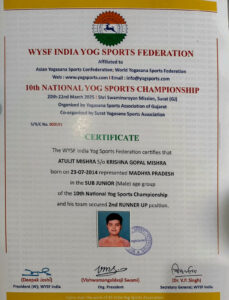 WYSF INDIA YOG SPORTS FEDERATION
Affiliated to
Asian Yogasana Sports Confederation; World Yogasana Sports Federation
Web : www.yogsports.com I Email : info@yogsports.com
10th NATIONAL YOG SPORTS CHAMPIONSHIP
20th-22nd March 2025 : Shri Swaminarayan Mission, Surat (GJ)
Organized by Yogasana Sports Association of Gujarat
Co-organized by Surat Yogasana Sports Association
S/N/C No.
CERTIFICATE
The WYSF India Yog Sports Federation certifies that
ATULIT MISHRA S/o KRISHNA GOPAL MISHRA
born on 23-07-2014 represented MADHYA PRADESH
in the SUB JUNIOR (Male) age group
of the 10th National Yog Sports Championship
and his team secured 2nd RUNNER UP position.
(Deepak Joshi) (Vishwamangaldeoji Swami) (Dr. Y.P. Singh)
President (W), WYSF India Org. President Secretary General; WYSF India